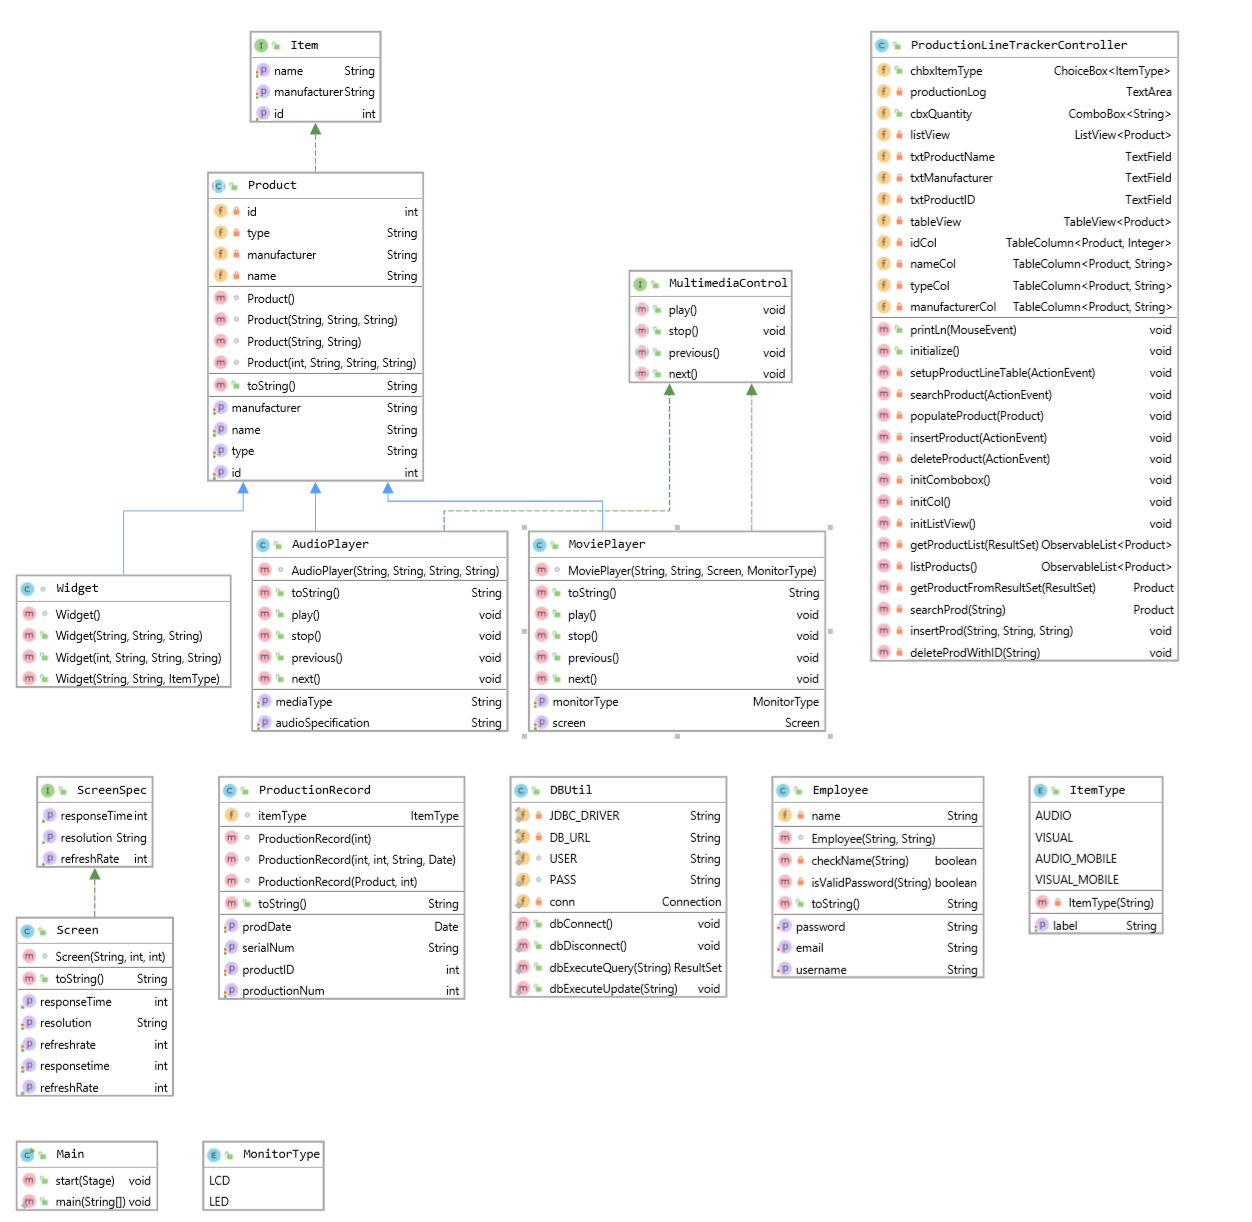 Item
name String
manufacturer String
id int
Product
id int
type String
manufacturer String
name String
Product()
Product(String, String, String)
Product(String, String)
Product(int, String, String, String)
toString() String
manufacturer String
name String
type String
id int
MultimediaControl
play() void
stop() void
previous() void
next() void
ProductionLineTrackerController
chbxItemType ChoiceBox<ItemType>
productionLog TextArea
cbxQuantity ComboBox<String>
listView ListView<Product>
txtProductName TextField
txtManufacturer TextField
txtProductID TextField
tableView TableView<Product>
idCol TableColumn<Product, Integer>
nameCol TableColumn<Product, String>
typeCol TableColumn<Product, String>
manufacturerCol TableColumn<Product, String>
printLn(MouseEvent) void
initialize() void
setupProductLineTable(ActionEvent) void
searchProduct(ActionEvent) void
populateProduct(Product) void
insertProduct(ActionEvent) void
deleteProduct(ActionEvent) void
initCombobox() void
initCol() void
initListView() void
getProductList(ResultSet) ObservableList<Product>
listProducts() ObservableList<Product>
getProductFromResultSet(ResultSet) Product
searchProd(String) Product
insertProd(String, String, String) void
deleteProdWithID(String) void
Widget
Widget()
Widget(String, String, String)
Widget(int, String, String, String)
Widget(String, String, ItemType)
AudioPlayer
AudioPlayer(String, String, String, String)
toString() String
play() void
stop() void
previous() void
next() void
mediaType String
audioSpecification String
MoviePlayer
MoviePlayer(String, String, Screen, MonitorType)
toString() String
play() void
stop() void
previous() void
next() void
monitorType MonitorType
screen Screen
ScreenSpec
responseTime int
resolution String
refreshRate int
Screen
Screen(String, int, int)
toString() String
responseTime int
resolution String
refreshrate int
responsetime int
refreshRate int
ProductionRecord
itemType ItemType
ProductionRecord(int)
ProductionRecord(int, int, String, Date)
ProductionRecord(Product, int)
toString() String
prodDate Date
serialNum String
productID int
productionNum int
DBUtil
JDBC_DRIVER String
DB_URL String
USER String
PASS String
conn Connection
dbConnect() void
dbDisconnect() void
dbExecuteQuery(String) ResultSet
dbExecuteUpdate(String) void
Employee
name String
Employee(String, String)
checkName(String) boolean
isValidPassword(String) boolean
toString() String
password String
email String
username String
ItemType
AUDIO
VISUAL
AUDIO_MOBILE
VISUAL_MOBILE
ItemType(String)
label String
Main
start(Stage) void
main(String[]) void
MonitorType
LCD
LED